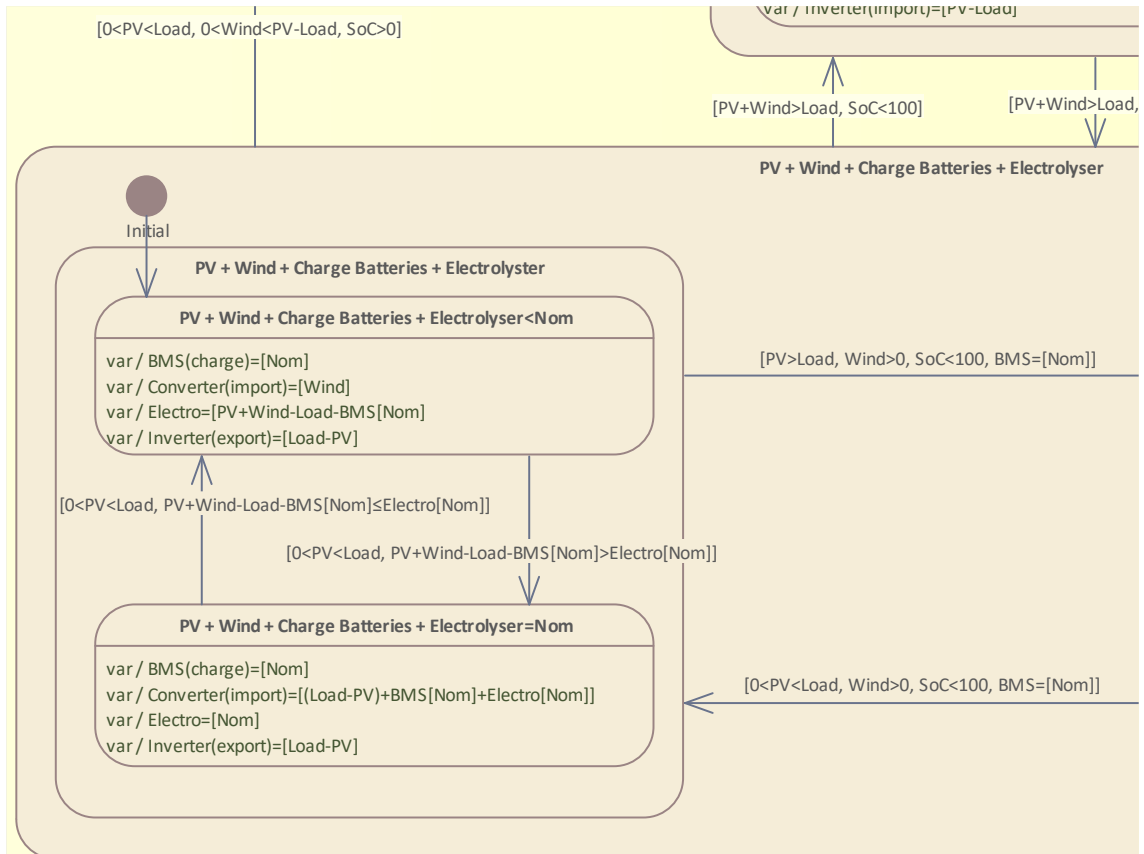 var / Inverter(import)=[PV-Load]
[0<PV<Load, 0<Wind<PV-Load, SoC>0]
[PV+Wind>Load, SoC<100]
[PV+Wind>Load,
PV + Wind + Charge Batteries + Electrolyser
Initial
PV + Wind + Charge Batteries + Electrolyster
PV + Wind + Charge Batteries + Electrolyser<Nom
var / BMS(charge)=[Nom]
var / Converter(import)=[Wind]
var / Electro=[PV+Wind-Load-BMS[Nom]
var / Inverter(export)=[Load-PV]
[PV>Load, Wind>0, SoC<100, BMS=[Nom]]
[0<PV<Load, PV+Wind-Load-BMS[Nom]≤Electro[Nom]]
[0<PV<Load, PV+Wind-Load-BMS[Nom]>Electro[Nom]]
PV + Wind + Charge Batteries + Electrolyser=Nom
var / BMS(charge)=[Nom]
var / Converter(import)=[(Load-PV)+BMS[Nom]+Electro[Nom]]
var / Electro=[Nom]
var / Inverter(export)=[Load-PV]
[0<PV<Load, Wind>0, SoC<100, BMS=[Nom]]